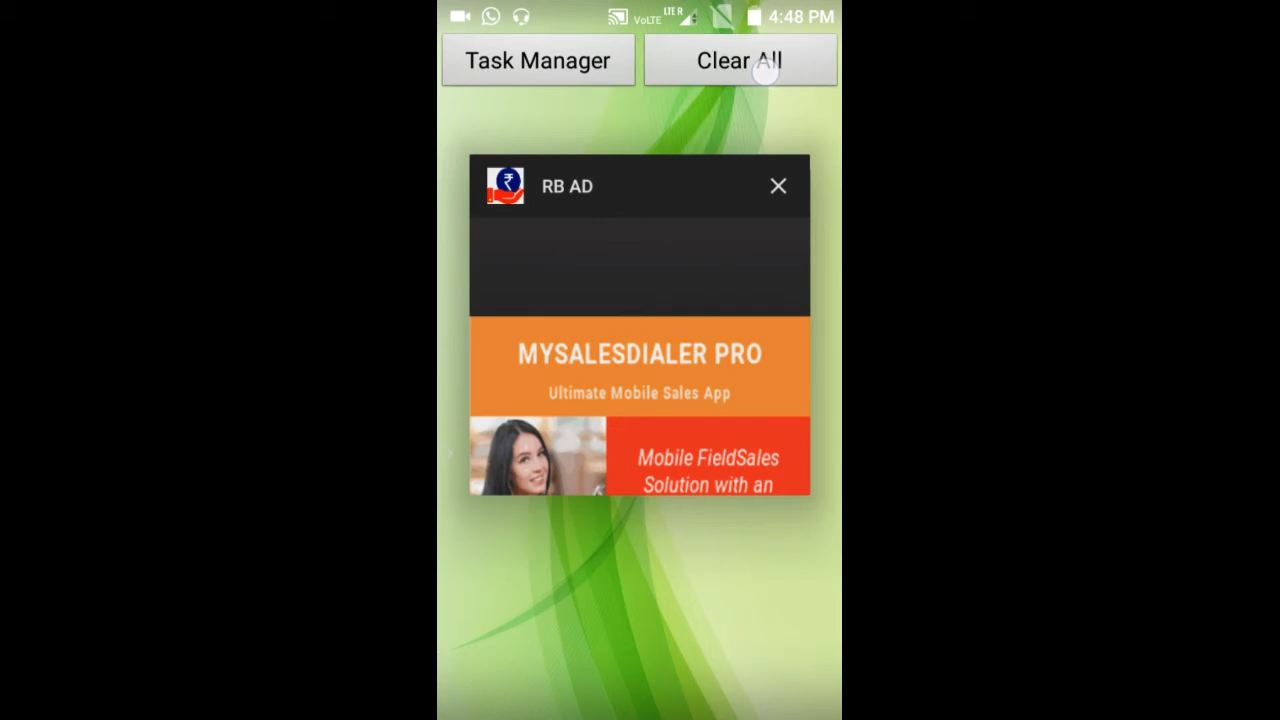 VoLTE LTE R 4:48 PM
Task Manager Clear All
₹ RB AD
MYSALESDIALER PRO
Ultimate Mobile Sales App
Mobile FieldSales
Solution with an